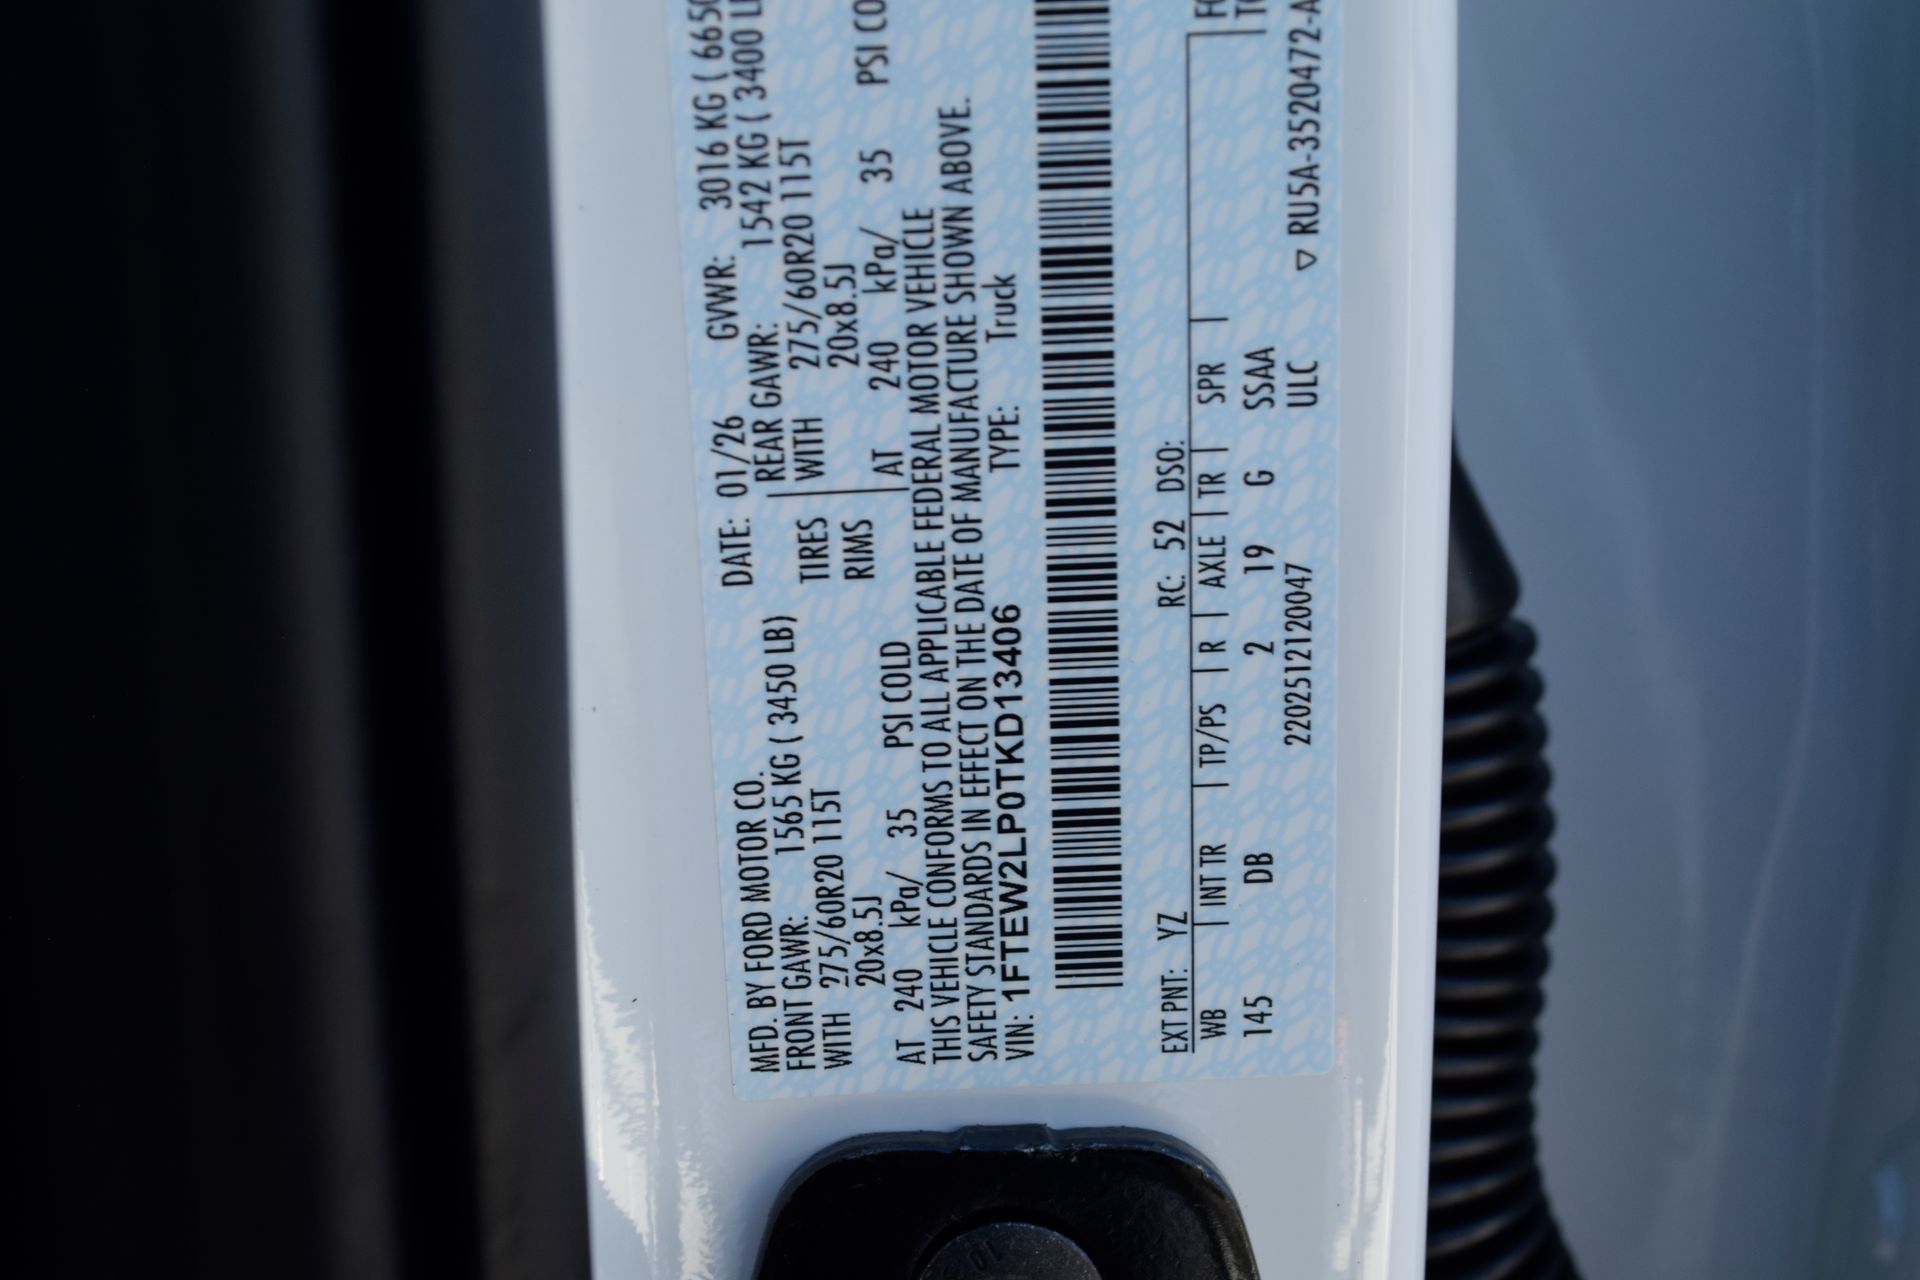 MFD. BY FORD MOTOR CO. DATE: 01/26 GVWR: 3016 KG ( 6650
FRONT GAWR: 1565 KG ( 3450 LB) REAR GAWR: 1542 KG ( 3400 LB
WITH 275/60R20 115T TIRES WITH 275/60R20 115T
20x8.5J RIMS 20x8.5J
AT 240 kPa/ 35 PSI COLD AT 240 kPa/ 35 PSI CO
THIS VEHICLE CONFORMS TO ALL APPLICABLE FEDERAL MOTOR VEHICLE
SAFETY STANDARDS IN EFFECT ON THE DATE OF MANUFACTURE SHOWN ABOVE.
VIN: 1FTEW2LP0TKD13406 TYPE: Truck
EXT PNT: YZ RC: 52 DSO:
WB INT TR TP/PS R AXLE TR SPR
145 DB 2 19 G SSAA
2202512120047 ULC ▽ RU5A-3520472-A